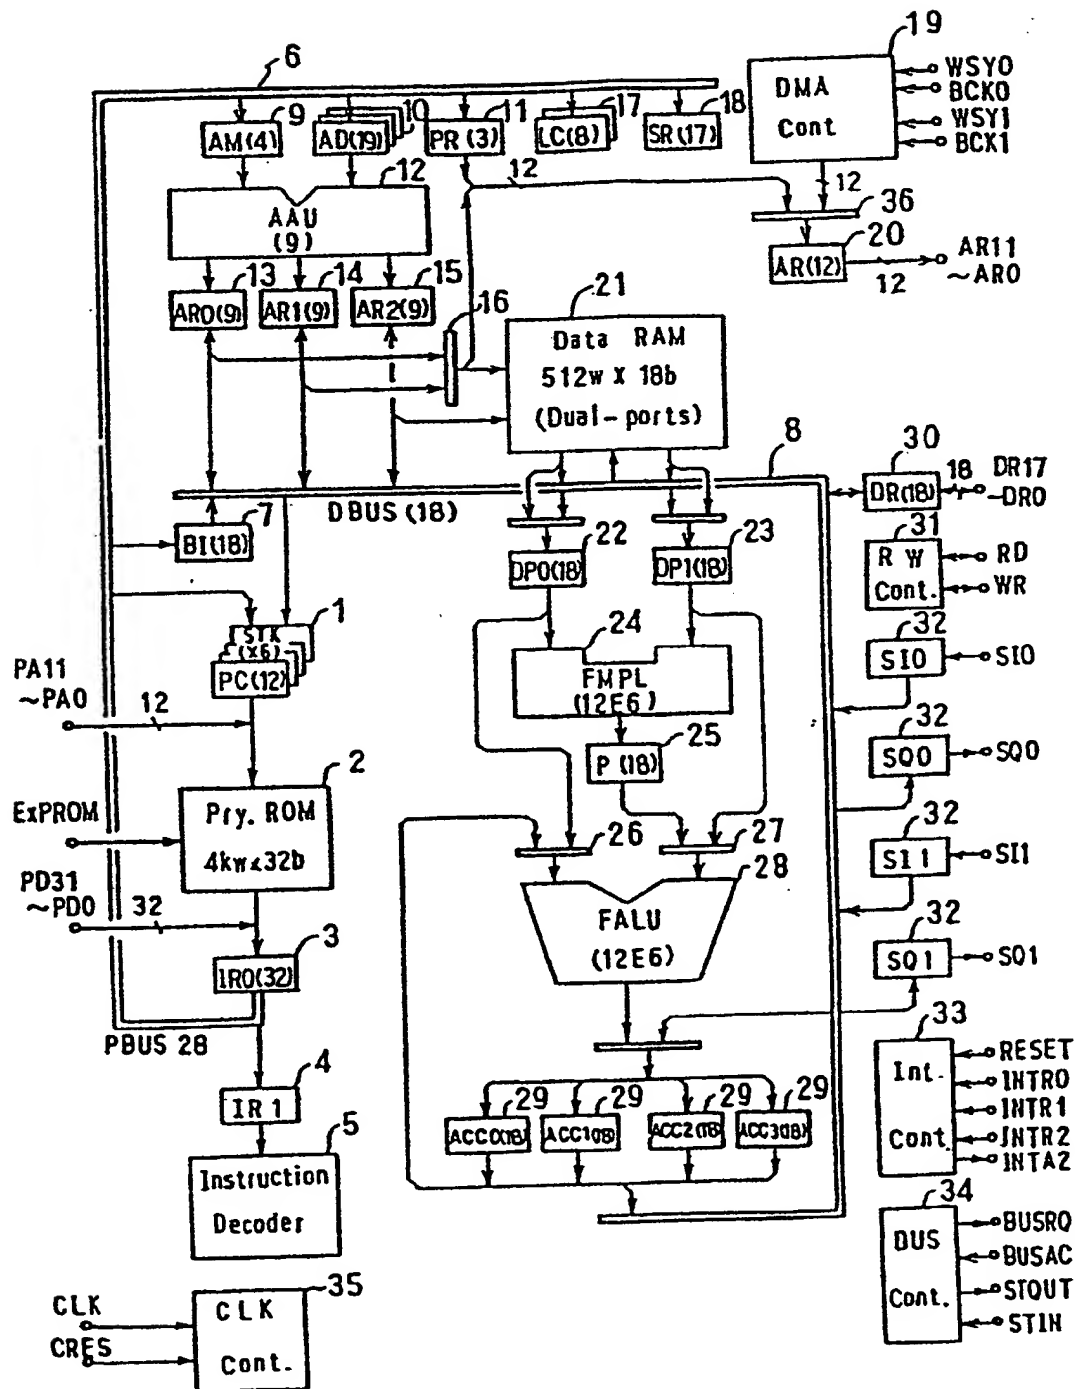 6
19
DMA
Cont
WSY0
BCK0
WSY1
BCK1
9
10
11
17
18
AM(4)
AD(19)
PR(3)
LC(8)
SR(17)
12
12
12
36
AAU
(9)
20
AR(12)
AR11
~AR0
12
13
14
15
16
21
AR0(9)
AR1(9)
AR2(9)
Data RAM
512w X 18b
(Dual-ports)
8
30
DR(18)
18
DR17
~DR0
DBUS(18)
7
BI(18)
22
23
DP0(18)
DP1(18)
31
R W
Cont.
RD
WR
1
STK
(x6)
PC(12)
24
FMPL
(12E6)
32
SI0
SI0
PA11
~PA0
12
25
P(18)
32
SQ0
SQ0
2
Pry. ROM
4kwx32b
ExPROM
26
27
32
SI1
SI1
28
FALU
(12E6)
PD31
~PD0
32
3
IR0(32)
32
SQ1
SQ1
PBUS 28
33
Int.
Cont.
RESET
INTR0
INTR1
INTR2
INTA2
4
IR1
29
29
29
29
ACC0(18)
ACC1(18)
ACC2(18)
ACC3(18)
5
Instruction
Decoder
34
BUS
Cont.
BUSRQ
BUSAC
STOUT
STIN
35
CLK
Cont.
CLK
CRES